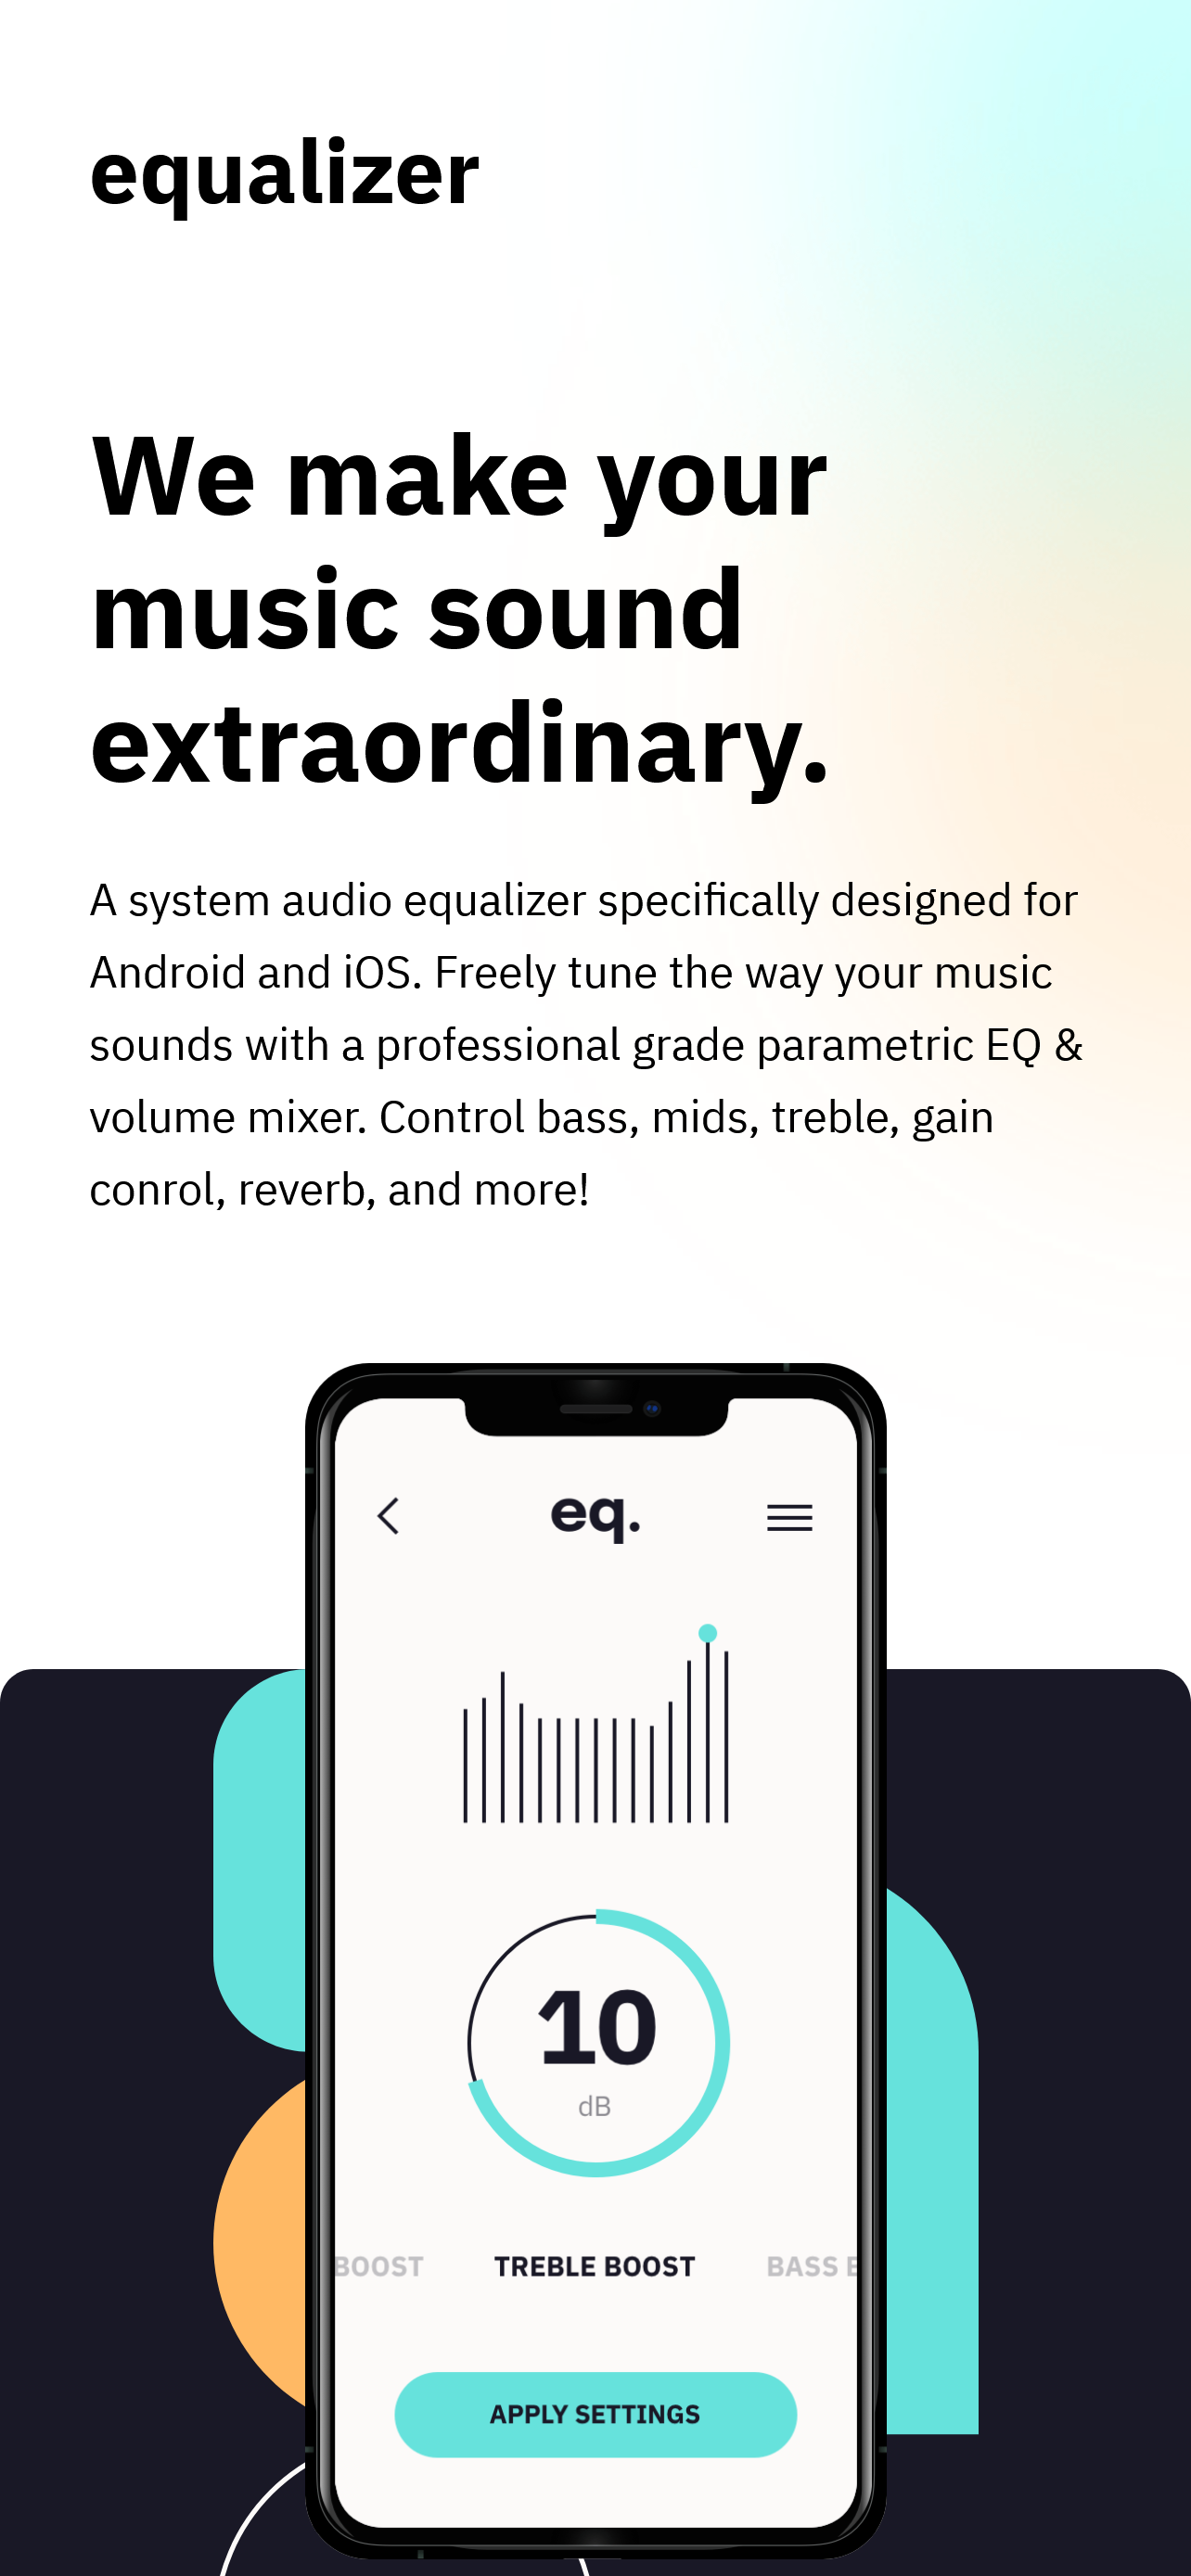 equalizer
We make your
music sound
extraordinary.
A system audio equalizer specifically designed for
Android and iOS. Freely tune the way your music
sounds with a professional grade parametric EQ &
volume mixer. Control bass, mids, treble, gain
conrol, reverb, and more!
eq.
10
dB
BOOST TREBLE BOOST BASS
APPLY SETTINGS